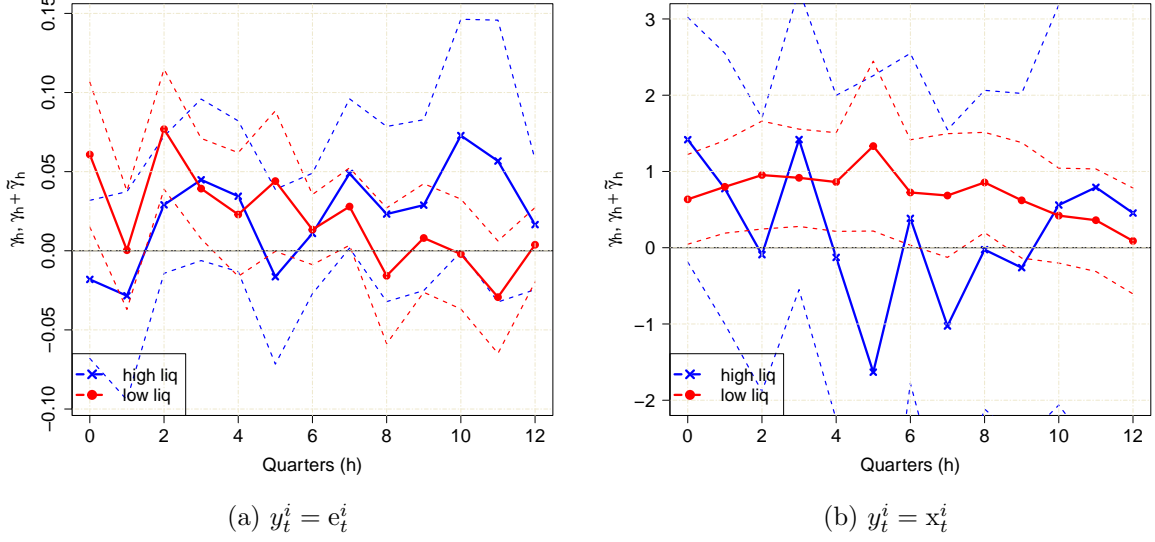 0.15
0.10
0.05
0.00
−0.05
−0.10
γh, γh + γ̃h
high liq
low liq
0 2 4 6 8 10 12
Quarters (h)
(a) y_t^i = e_t^i
3
2
1
0
−1
−2
γh, γh + γ̃h
high liq
low liq
0 2 4 6 8 10 12
Quarters (h)
(b) y_t^i = x_t^i